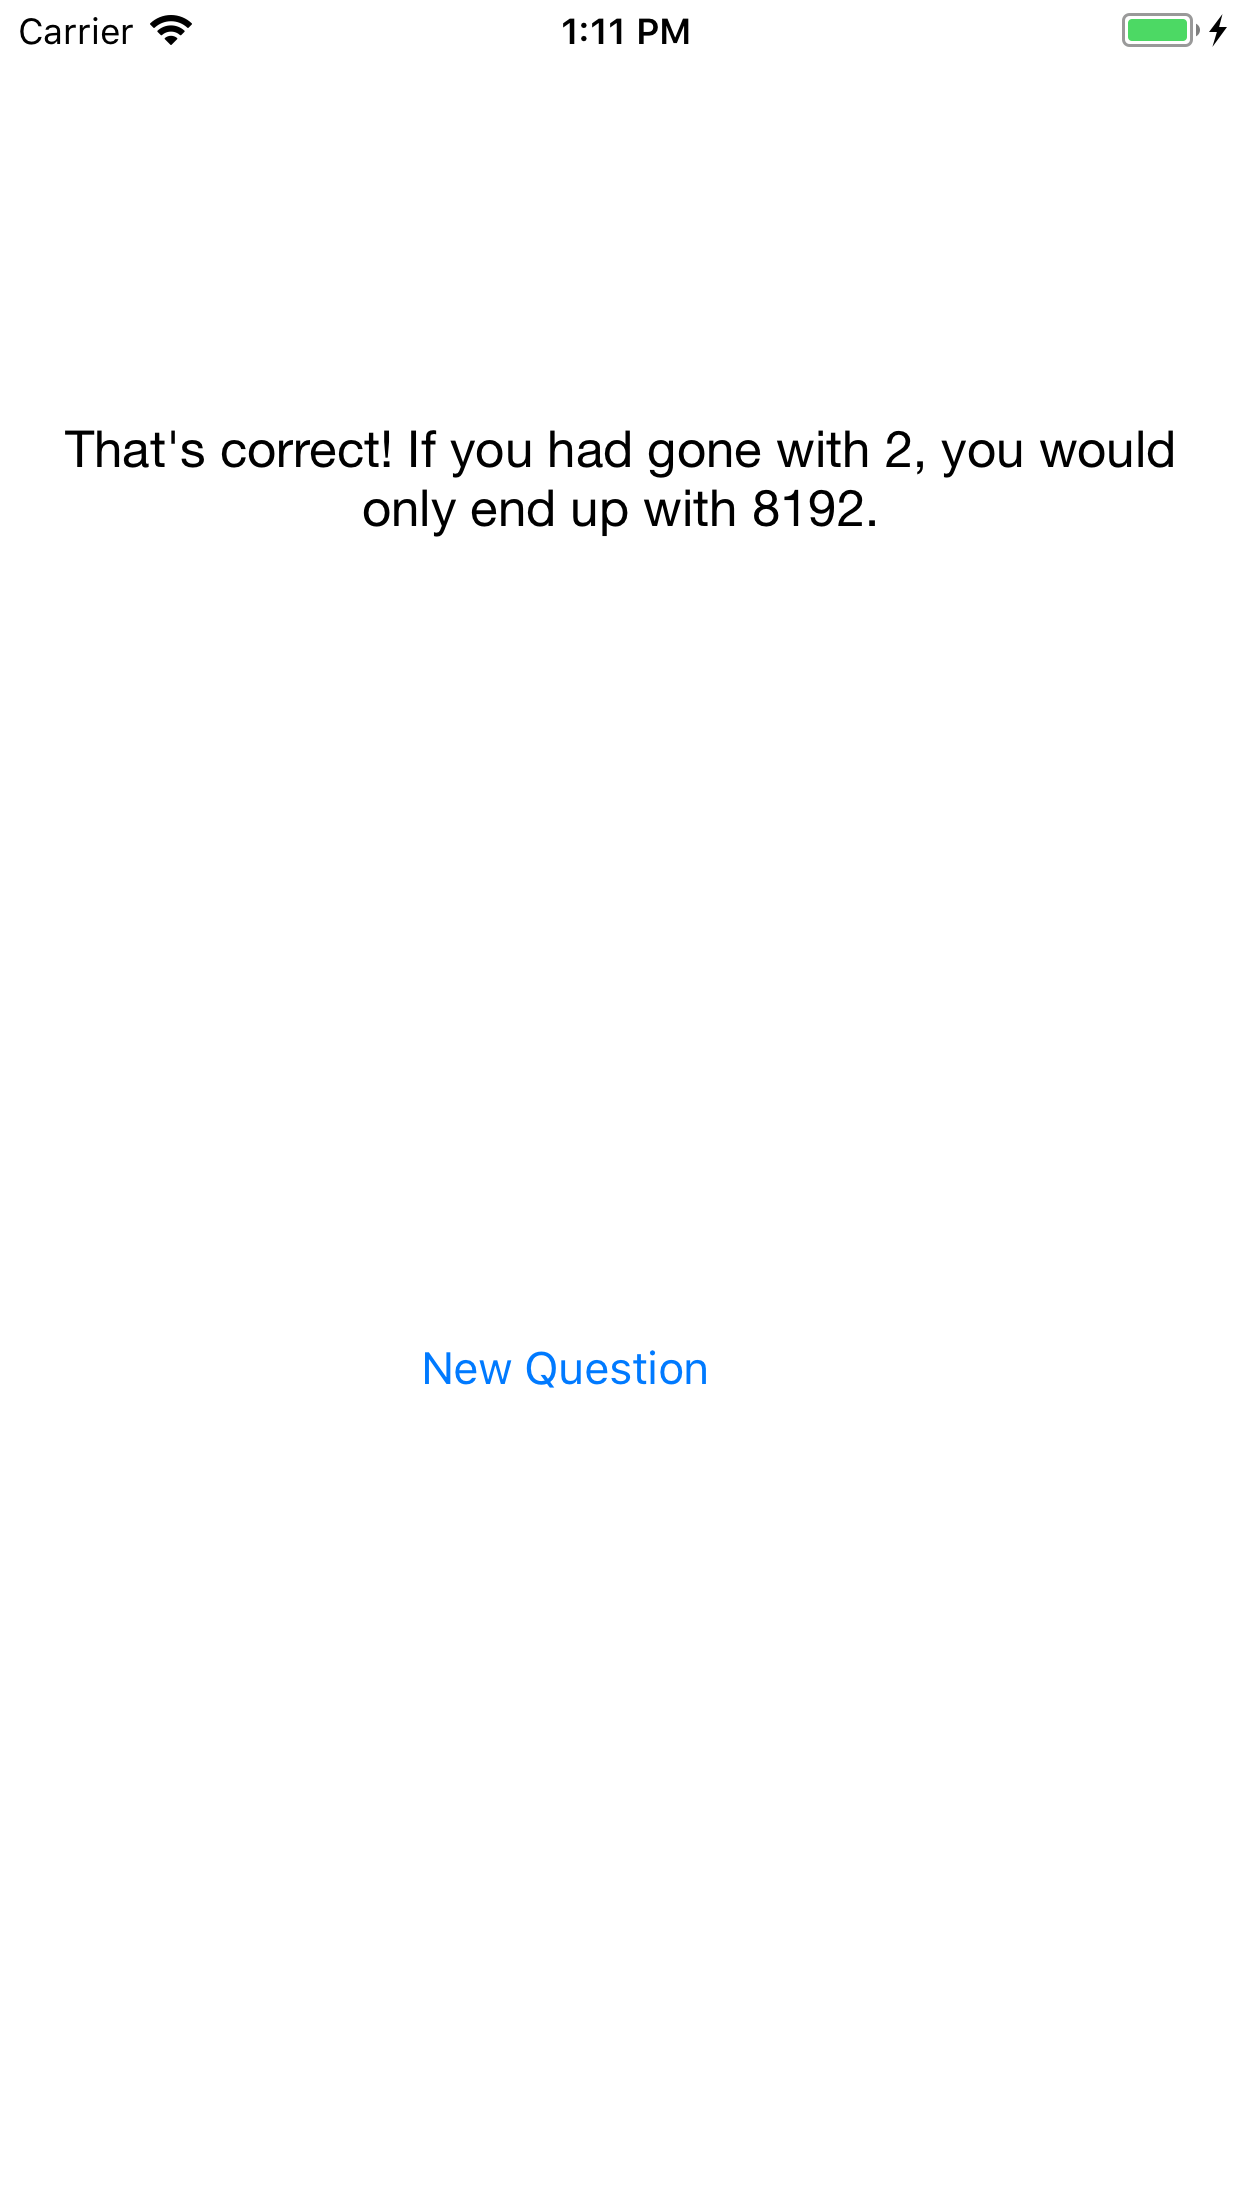 Carrier
1:11 PM
That's correct! If you had gone with 2, you would
only end up with 8192.
New Question